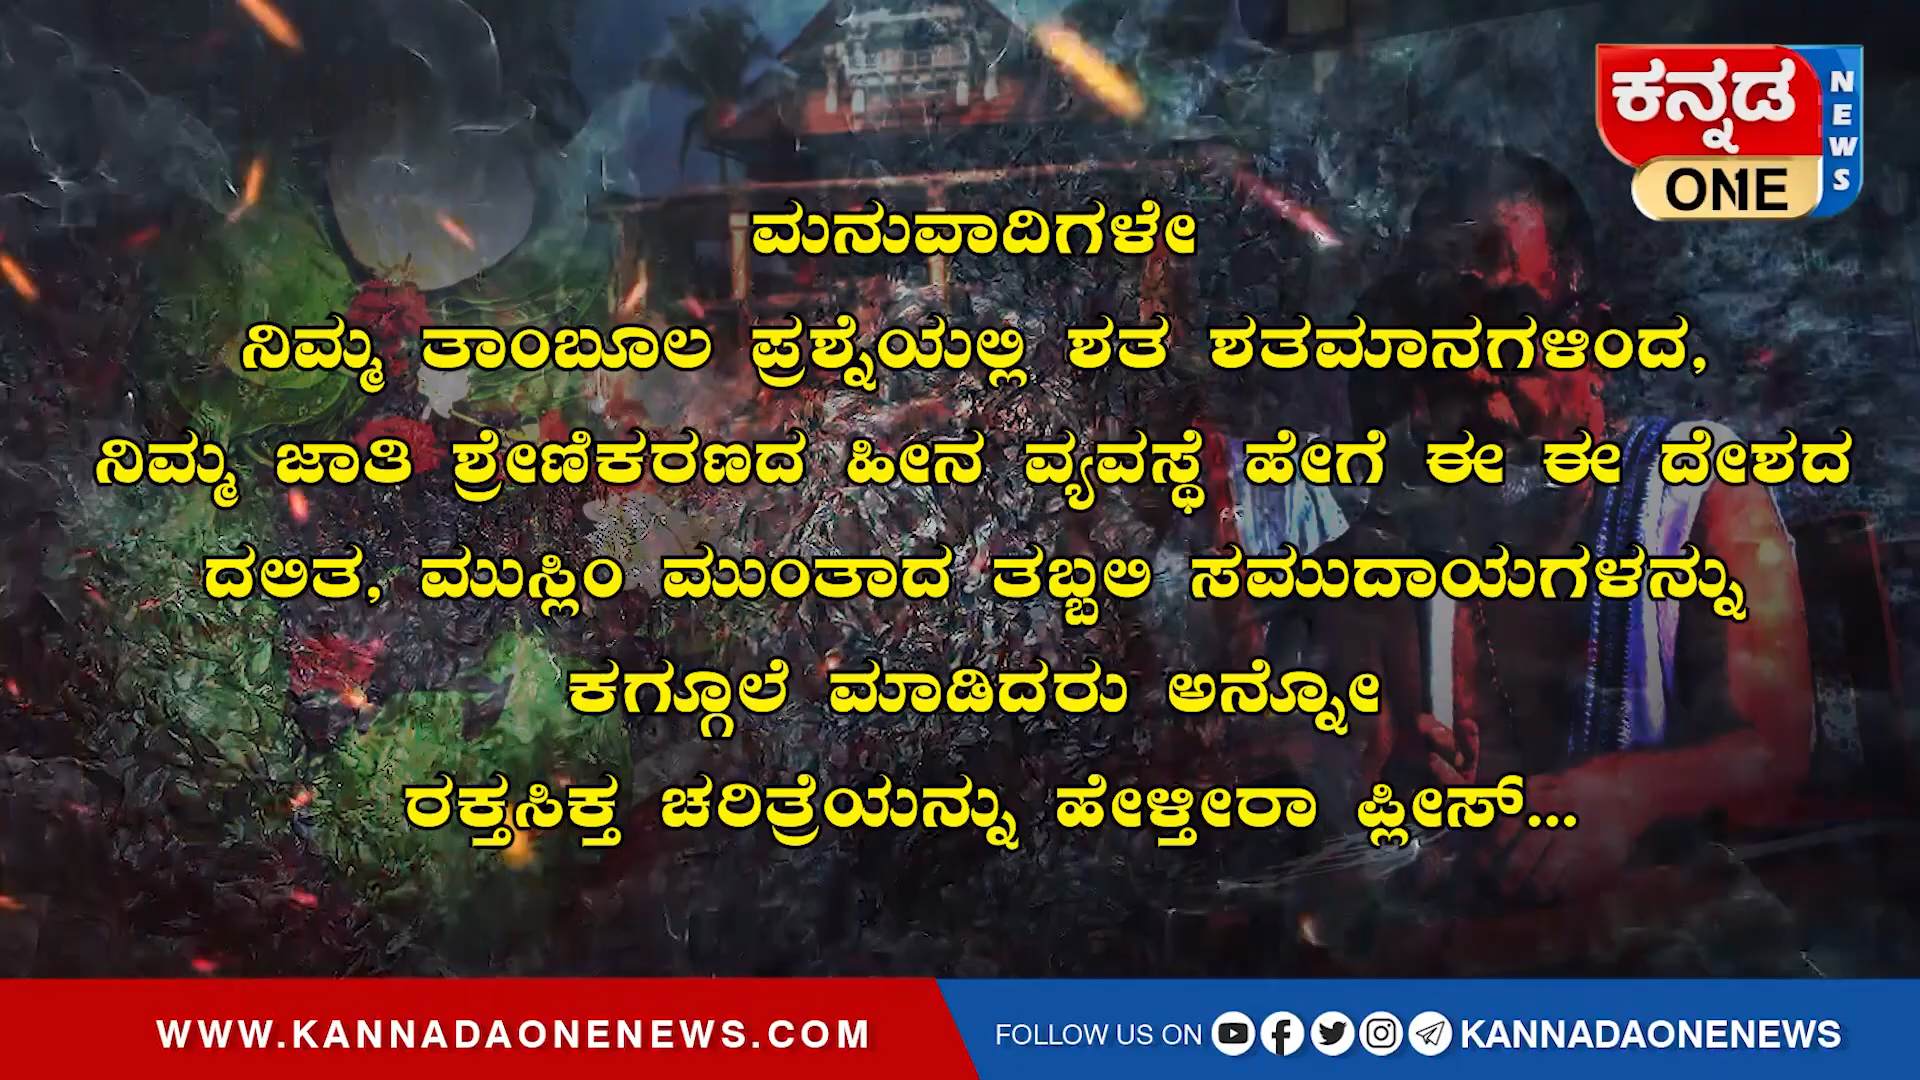 ಕನ್ನಡ
ONE
NEWS
ಮನುವಾದಿಗಳೇ
ನಿಮ್ಮ ತಾಂಬೂಲ ಪ್ರಶ್ನೆಯಲ್ಲಿ ಶತ ಶತಮಾನಗಳಿಂದ,
ನಿಮ್ಮ ಜಾತಿ ಶ್ರೇಣಿಕರಣದ ಹೀನ ವ್ಯವಸ್ಥೆ ಹೇಗೆ ಈ ಈ ದೇಶದ
ದಲಿತ, ಮುಸ್ಲಿಂ ಮುಂತಾದ ತಬ್ಬಲಿ ಸಮುದಾಯಗಳನ್ನು
ಕಗ್ಗೂಲೆ ಮಾಡಿದರು ಅನ್ನೋ
ರಕ್ತಸಿಕ್ತ ಚರಿತ್ರೆಯನ್ನು ಹೇಳ್ತೀರಾ ಪ್ಲೀಸ್...
WWW.KANNADAONENEWS.COM
FOLLOW US ON KANNADAONENEWS